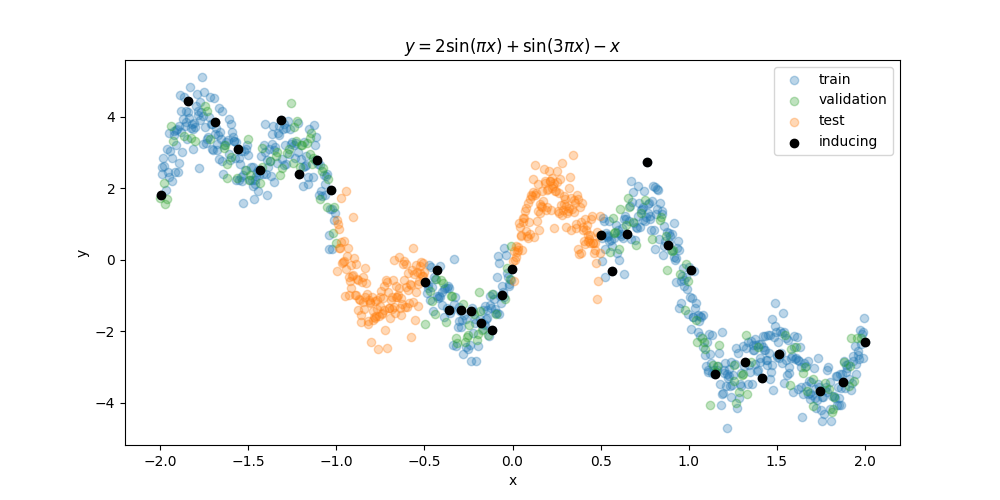 y = 2sin(πx) + sin(3πx) − x
train
validation
test
inducing
y
4
2
0
−2
−4
−2.0 −1.5 −1.0 −0.5 0.0 0.5 1.0 1.5 2.0
x